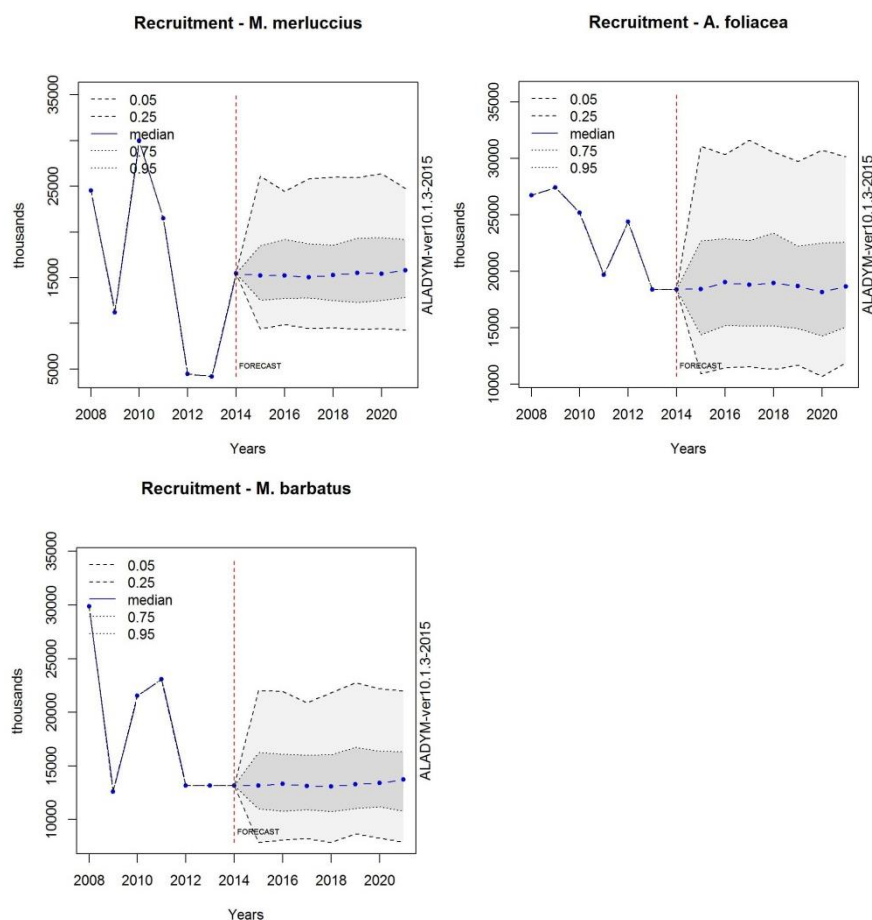 Recruitment - M. merluccius
thousands
35000
25000
15000
5000
0.05
0.25
median
0.75
0.95
FORECAST
2008 2010 2012 2014 2016 2018 2020
Years
ALADYM-ver10.1.3-2015
Recruitment - A. foliacea
thousands
35000
30000
25000
20000
15000
10000
0.05
0.25
median
0.75
0.95
FORECAST
2008 2010 2012 2014 2016 2018 2020
Years
ALADYM-ver10.1.3-2015
Recruitment - M. barbatus
thousands
35000
30000
25000
20000
15000
10000
0.05
0.25
median
0.75
0.95
FORECAST
2008 2010 2012 2014 2016 2018 2020
Years
ALADYM-ver10.1.3-2015